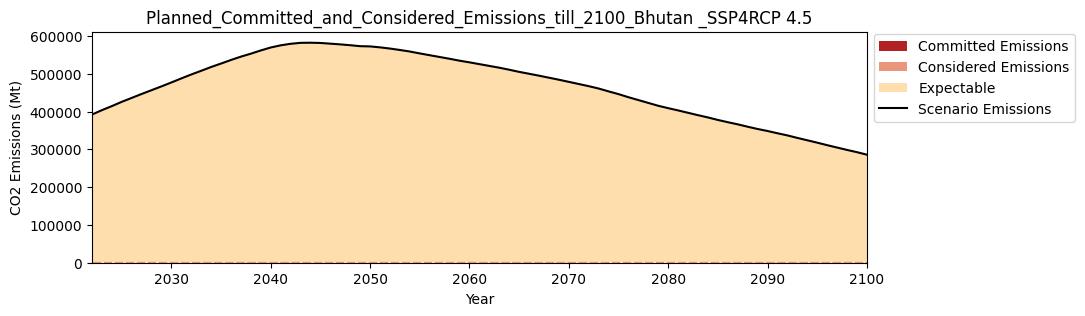 Planned_Committed_and_Considered_Emissions_till_2100_Bhutan _SSP4RCP 4.5
600000
500000
400000
300000
200000
100000
0
CO2 Emissions (Mt)
2030
2040
2050
2060
2070
2080
2090
2100
Year
Committed Emissions
Considered Emissions
Expectable
Scenario Emissions